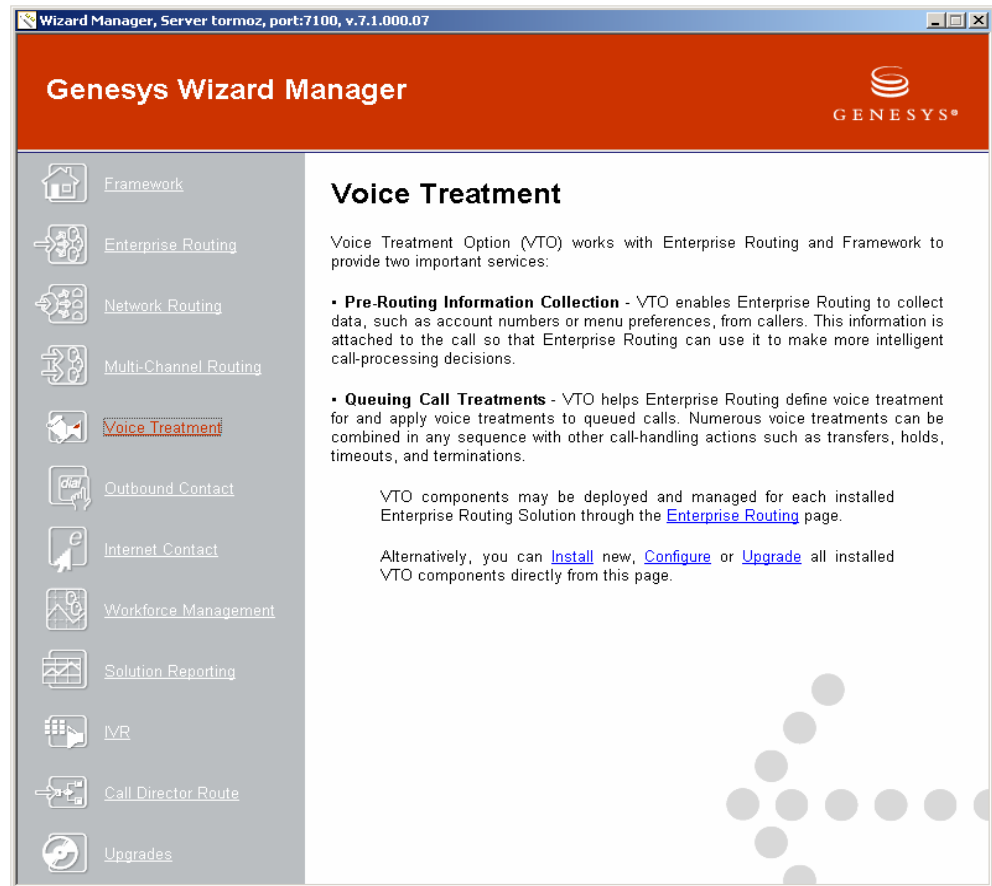 Wizard Manager, Server tormoz, port:7100, v.7.1.000.07
Genesys Wizard Manager
GENESYS®
Framework
Enterprise Routing
Network Routing
Multi-Channel Routing
Voice Treatment
Outbound Contact
Internet Contact
Workforce Management
Solution Reporting
IVR
Call Director Route
Upgrades
Voice Treatment
Voice Treatment Option (VTO) works with Enterprise Routing and Framework to
provide two important services:
• Pre-Routing Information Collection - VTO enables Enterprise Routing to collect
data, such as account numbers or menu preferences, from callers. This information is
attached to the call so that Enterprise Routing can use it to make more intelligent
call-processing decisions.
• Queuing Call Treatments - VTO helps Enterprise Routing define voice treatment
for and apply voice treatments to queued calls. Numerous voice treatments can be
combined in any sequence with other call-handling actions such as transfers, holds,
timeouts, and terminations.
VTO components may be deployed and managed for each installed
Enterprise Routing Solution through the Enterprise Routing page.
Alternatively, you can Install new, Configure or Upgrade all installed
VTO components directly from this page.
dial
e